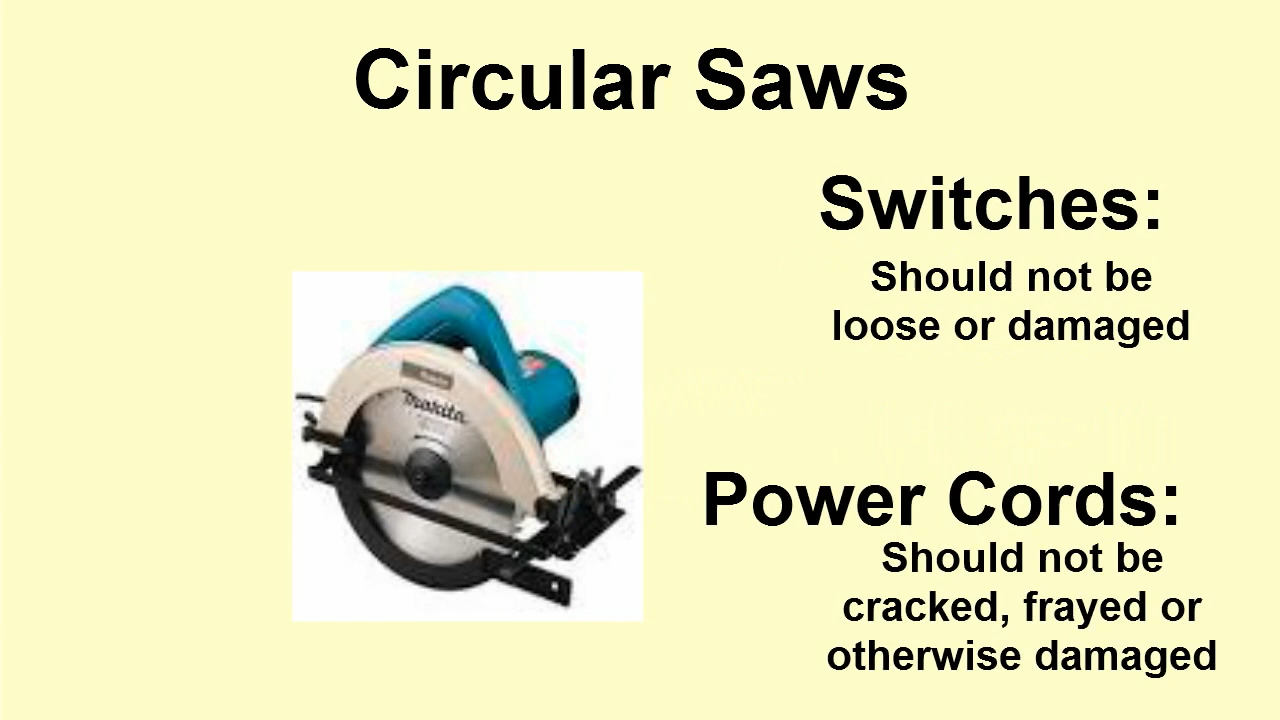 Circular Saws
Switches:
Should not be
loose or damaged
makita
Power Cords:
Should not be
cracked, frayed or
otherwise damaged